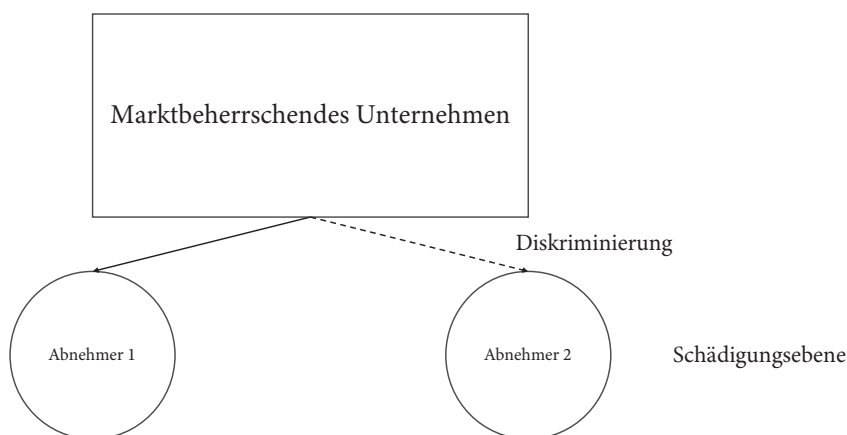 Marktbeherrschendes Unternehmen
Diskriminierung
Abnehmer 1
Abnehmer 2
Schädigungsebene